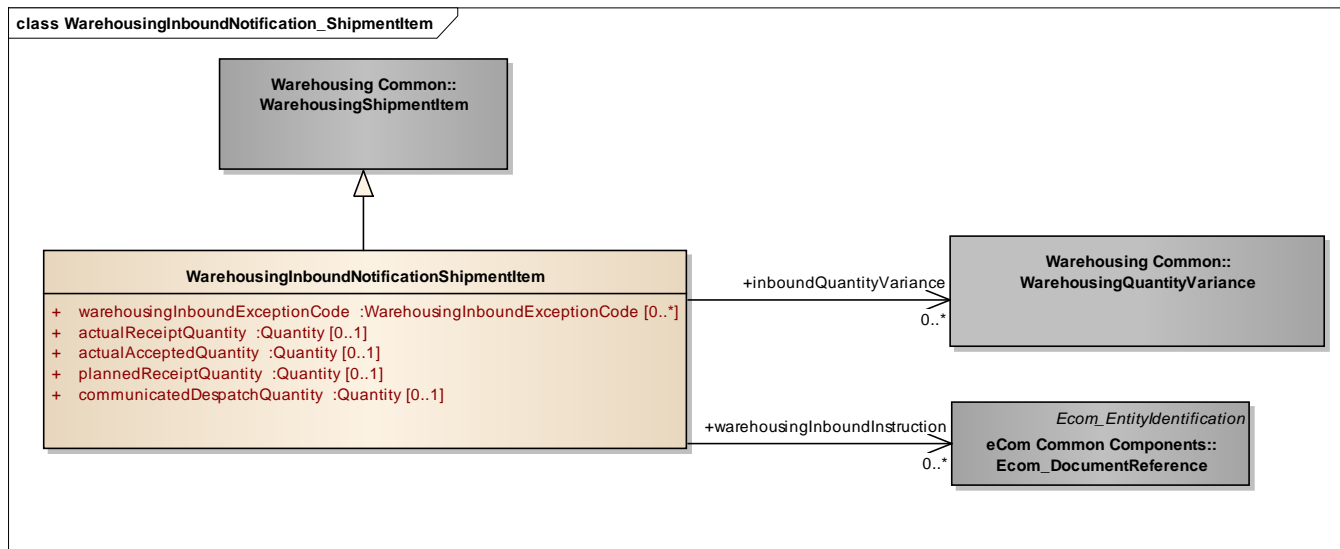 class WarehousingInboundNotification_ShipmentItem
Warehousing Common::
WarehousingShipmentItem
WarehousingInboundNotificationShipmentItem
+ warehousingInboundExceptionCode :WarehousingInboundExceptionCode [0..*]
+ actualReceiptQuantity :Quantity [0..1]
+ actualAcceptedQuantity :Quantity [0..1]
+ plannedReceiptQuantity :Quantity [0..1]
+ communicatedDespatchQuantity :Quantity [0..1]
+inboundQuantityVariance
0..*
Warehousing Common::
WarehousingQuantityVariance
+warehousingInboundInstruction
0..*
Ecom_EntityIdentification
eCom Common Components::
Ecom_DocumentReference